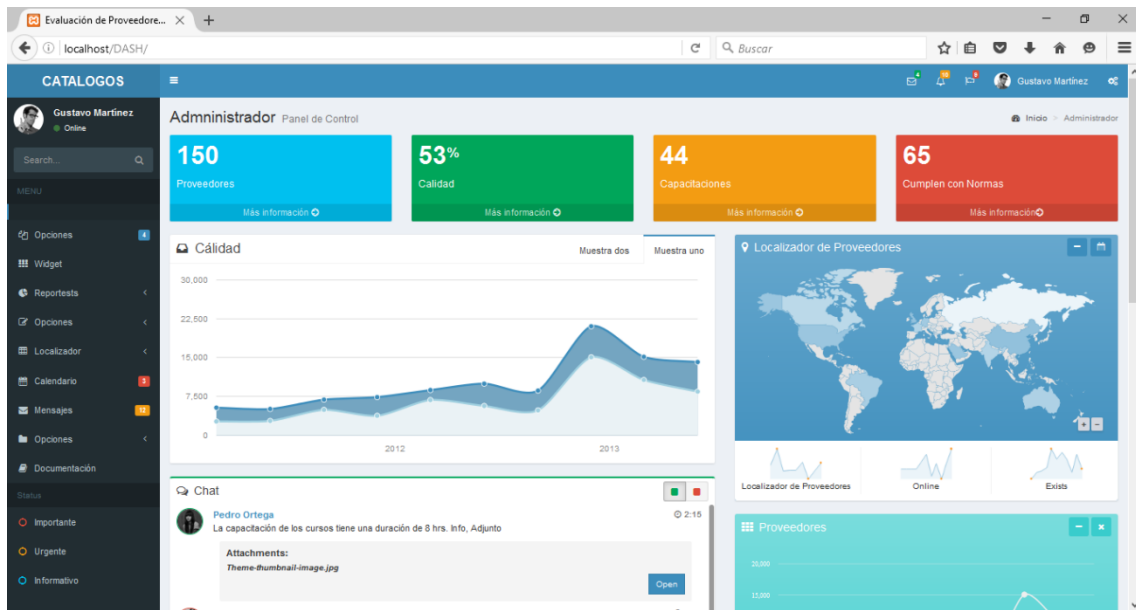 Evaluación de Proveedore...
localhost/DASH/
Buscar
CATALOGOS
4
10
9
Gustavo Martínez
Gustavo Martínez
Online
Search...
MENU
Opciones 4
Widget
Reportests
Opciones
Localizador
Calendario 3
Mensajes 12
Opciones
Documentación
Status
Importante
Urgente
Informativo
Admninistrador Panel de Control
Inicio > Administrador
150
Proveedores
Más información
53%
Calidad
Más información
44
Capacitaciones
Más información
65
Cumplen con Normas
Más información
Cálidad
Muestra dos
Muestra uno
30,000
22,500
15,000
7,500
0
2012
2013
Localizador de Proveedores
+ −
Localizador de Proveedores
Online
Exists
Chat
Pedro Ortega
2:15
La capacitación de los cursos tiene una duración de 8 hrs. Info, Adjunto
Attachments:
Theme-thumbnail-image.jpg
Open
Proveedores
20,000
15,000